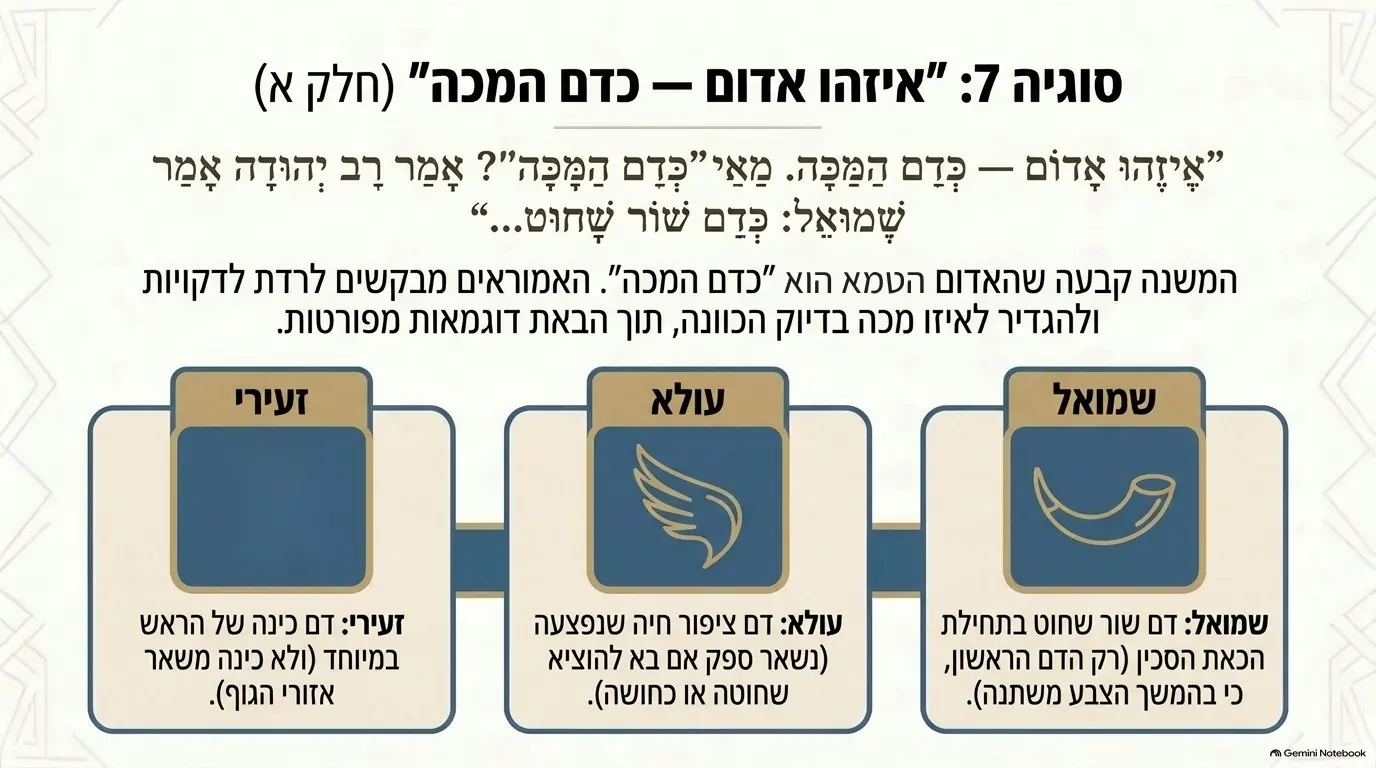 סוגיה 7: "איזהו אדום — כדם המכה" (חלק א)
"אֵיזֶהוּ אָדוֹם — כְּדַם הַמַּכָּה. מַאי "כְּדַם הַמַּכָּה"? אָמַר רַב יְהוּדָה אָמַר
שְׁמוּאֵל: כְּדַם שׁוֹר שָׁחוּט..."
המשנה קבעה שהאדום הטמא הוא "כדם המכה". האמוראים מבקשים לרדת לדקויות
ולהגדיר לאיזו מכה בדיוק הכוונה, תוך הבאת דוגמאות מפורטות.
שמואל
שמואל: דם שור שחוט בתחילת
הכאת הסכין (רק הדם הראשון,
כי בהמשך הצבע משתנה).
עולא
עולא: דם ציפור חיה שנפצעה
(נשאר ספק אם בא להוציא
שחוטה או כחושה).
זעירי
זעירי: דם כינה של הראש
במיוחד (ולא כינה משאר
אזורי הגוף).
Gemini Notebook